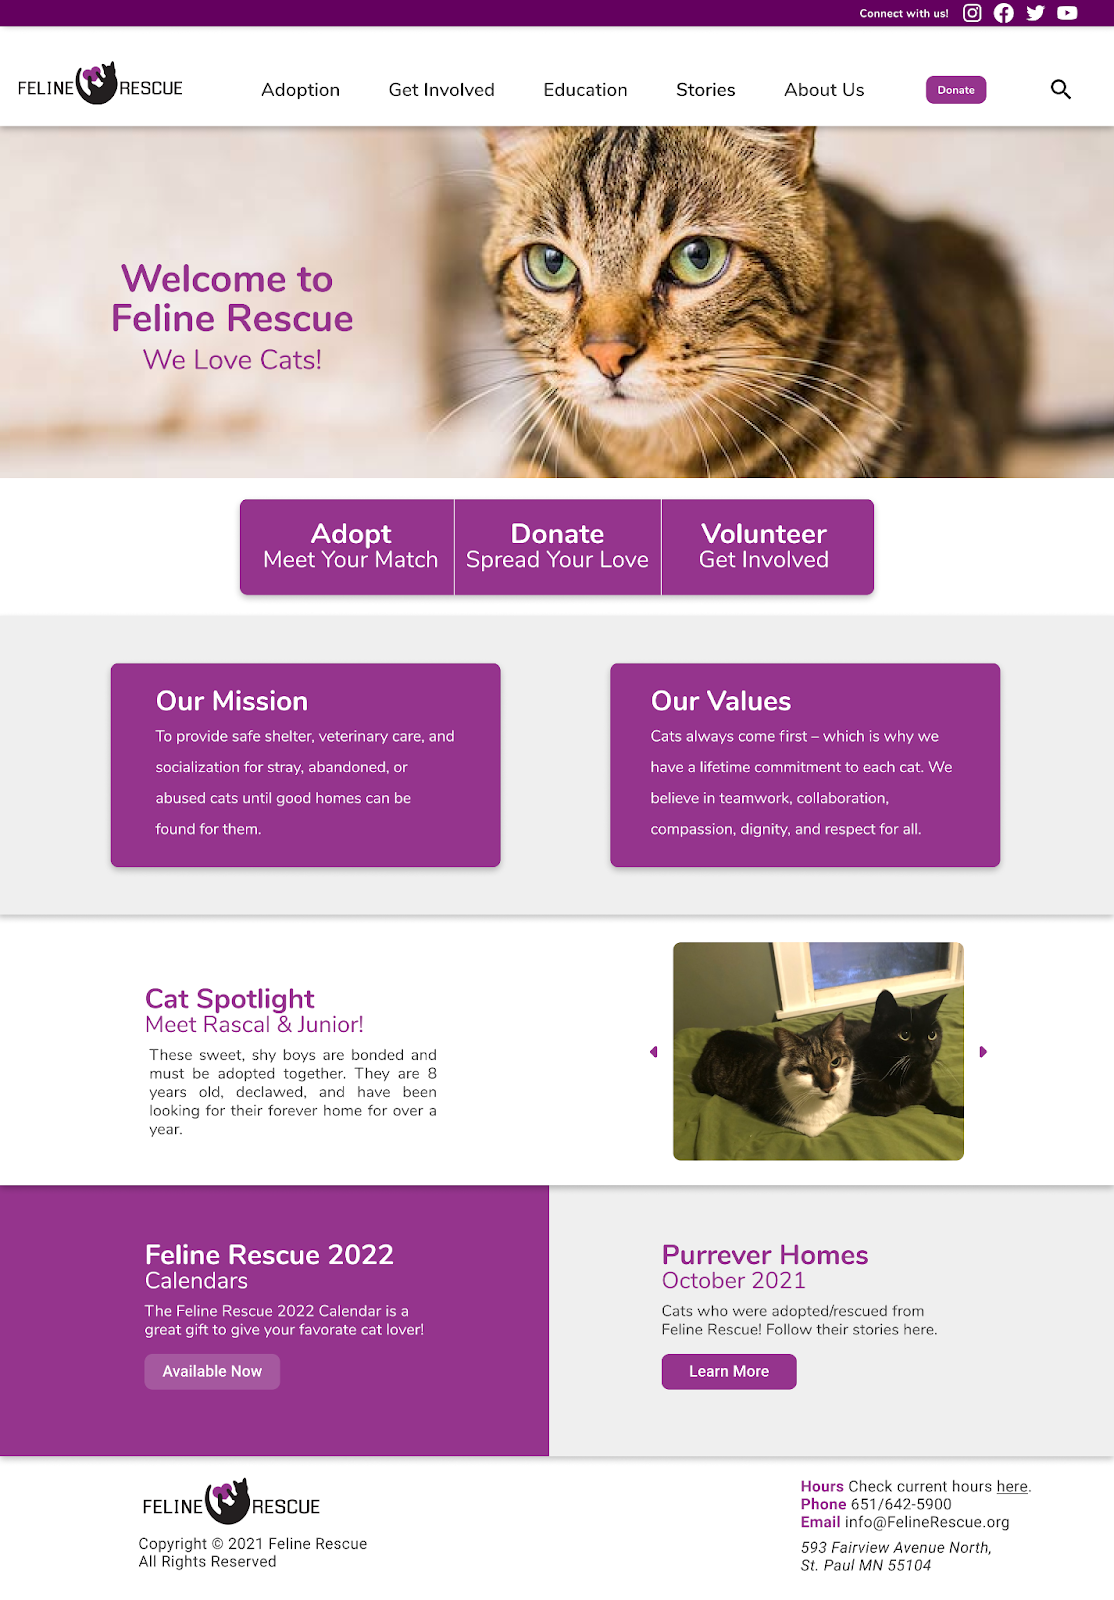 Connect with us!
FELINE RESCUE
Adoption Get Involved Education Stories About Us Donate
Welcome to
Feline Rescue
We Love Cats!
Adopt
Meet Your Match
Donate
Spread Your Love
Volunteer
Get Involved
Our Mission
To provide safe shelter, veterinary care, and
socialization for stray, abandoned, or
abused cats until good homes can be
found for them.
Our Values
Cats always come first – which is why we
have a lifetime commitment to each cat. We
believe in teamwork, collaboration,
compassion, dignity, and respect for all.
Cat Spotlight
Meet Rascal & Junior!
These sweet, shy boys are bonded and
must be adopted together. They are 8
years old, declawed, and have been
looking for their forever home for over a
year.
Feline Rescue 2022
Calendars
The Feline Rescue 2022 Calendar is a
great gift to give your favorate cat lover!
Available Now
Purrever Homes
October 2021
Cats who were adopted/rescued from
Feline Rescue! Follow their stories here.
Learn More
FELINE RESCUE
Copyright © 2021 Feline Rescue
All Rights Reserved
Hours Check current hours here.
Phone 651/642-5900
Email info@FelineRescue.org
593 Fairview Avenue North,
St. Paul MN 55104